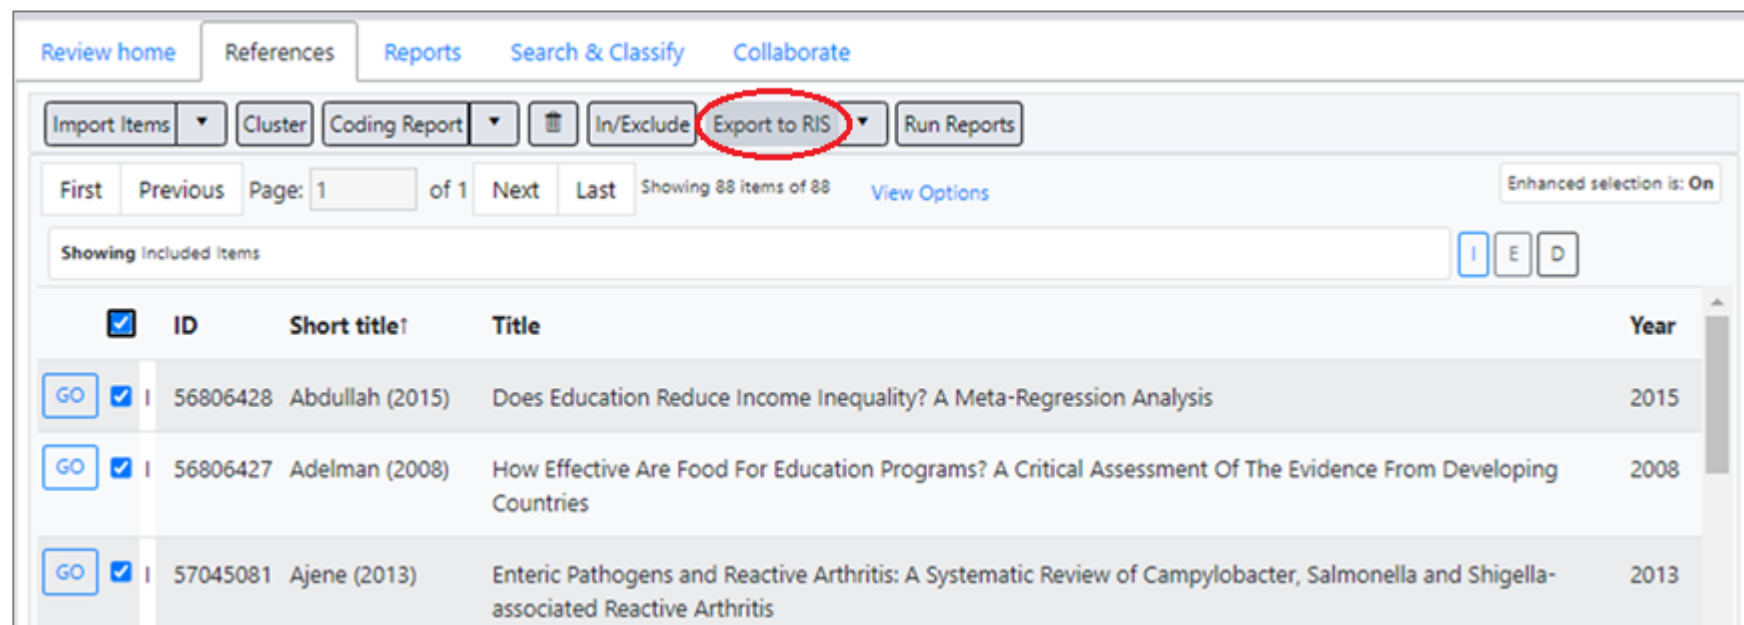 Review home References Reports Search & Classify Collaborate
Import Items Cluster Coding Report In/Exclude Export to RIS Run Reports
First Previous Page: 1 of 1 Next Last Showing 88 items of 88 View Options Enhanced selection is: On
Showing Included Items I E D
ID Short title↑ Title Year
GO I 56806428 Abdullah (2015) Does Education Reduce Income Inequality? A Meta-Regression Analysis 2015
GO I 56806427 Adelman (2008) How Effective Are Food For Education Programs? A Critical Assessment Of The Evidence From Developing 2008
Countries
GO I 57045081 Ajene (2013) Enteric Pathogens and Reactive Arthritis: A Systematic Review of Campylobacter, Salmonella and Shigella- 2013
associated Reactive Arthritis